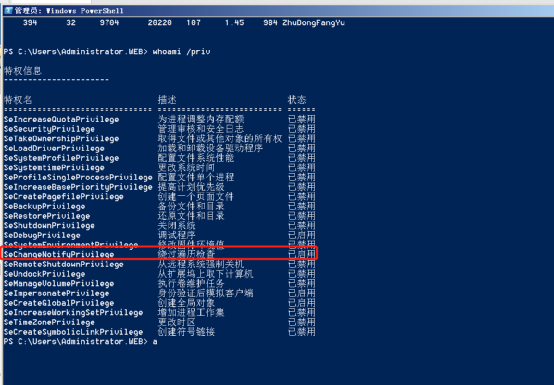 管理员: Windows PowerShell
394 32 9704 20220 107 1.45 984 ZhuDongFangYu
PS C:\Users\Administrator.WEB> whoami /priv
特权信息
----------------------
特权名 描述 状态
=============================== ========================== ======
SeIncreaseQuotaPrivilege 为进程调整内存配额 已禁用
SeSecurityPrivilege 管理审核和安全日志 已禁用
SeTakeOwnershipPrivilege 取得文件或其他对象的所有权 已禁用
SeLoadDriverPrivilege 加载和卸载设备驱动程序 已禁用
SeSystemProfilePrivilege 配置文件系统性能 已禁用
SeSystemtimePrivilege 更改系统时间 已禁用
SeProfileSingleProcessPrivilege 配置文件单个进程 已禁用
SeIncreaseBasePriorityPrivilege 提高计划优先级 已禁用
SeCreatePagefilePrivilege 创建一个页面文件 已禁用
SeBackupPrivilege 备份文件和目录 已禁用
SeRestorePrivilege 还原文件和目录 已禁用
SeShutdownPrivilege 关闭系统 已禁用
SeDebugPrivilege 调试程序 已启用
SeSystemEnvironmentPrivilege 修改固件环境值 已禁用
SeChangeNotifyPrivilege 绕过遍历检查 已启用
SeRemoteShutdownPrivilege 从远程系统强制关机 已禁用
SeUndockPrivilege 从扩展坞上取下计算机 已禁用
SeManageVolumePrivilege 执行卷维护任务 已禁用
SeImpersonatePrivilege 身份验证后模拟客户端 已启用
SeCreateGlobalPrivilege 创建全局对象 已启用
SeIncreaseWorkingSetPrivilege 增加进程工作集 已禁用
SeTimeZonePrivilege 更改时区 已禁用
SeCreateSymbolicLinkPrivilege 创建符号链接 已禁用
PS C:\Users\Administrator.WEB> a